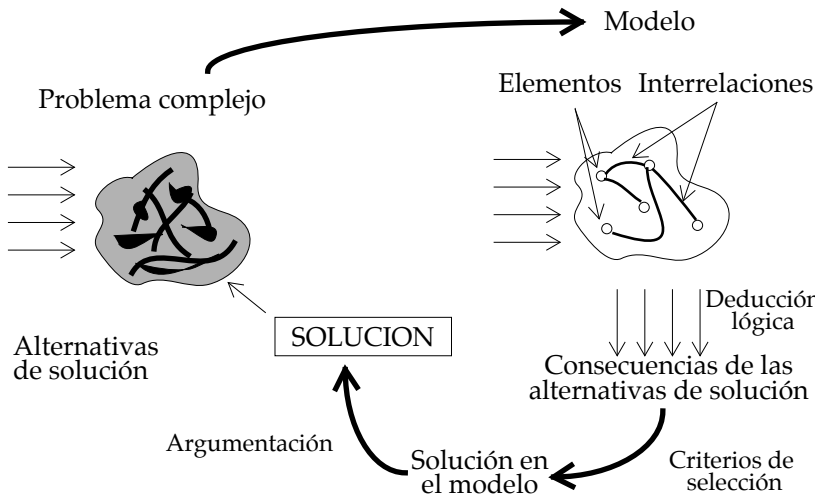 Modelo
Problema complejo
Elementos
Interrelaciones
Deducción
lógica
Alternativas
de solución
SOLUCION
Consecuencias de las
alternativas de solución
Argumentación
Solución en
el modelo
Criterios de
selección